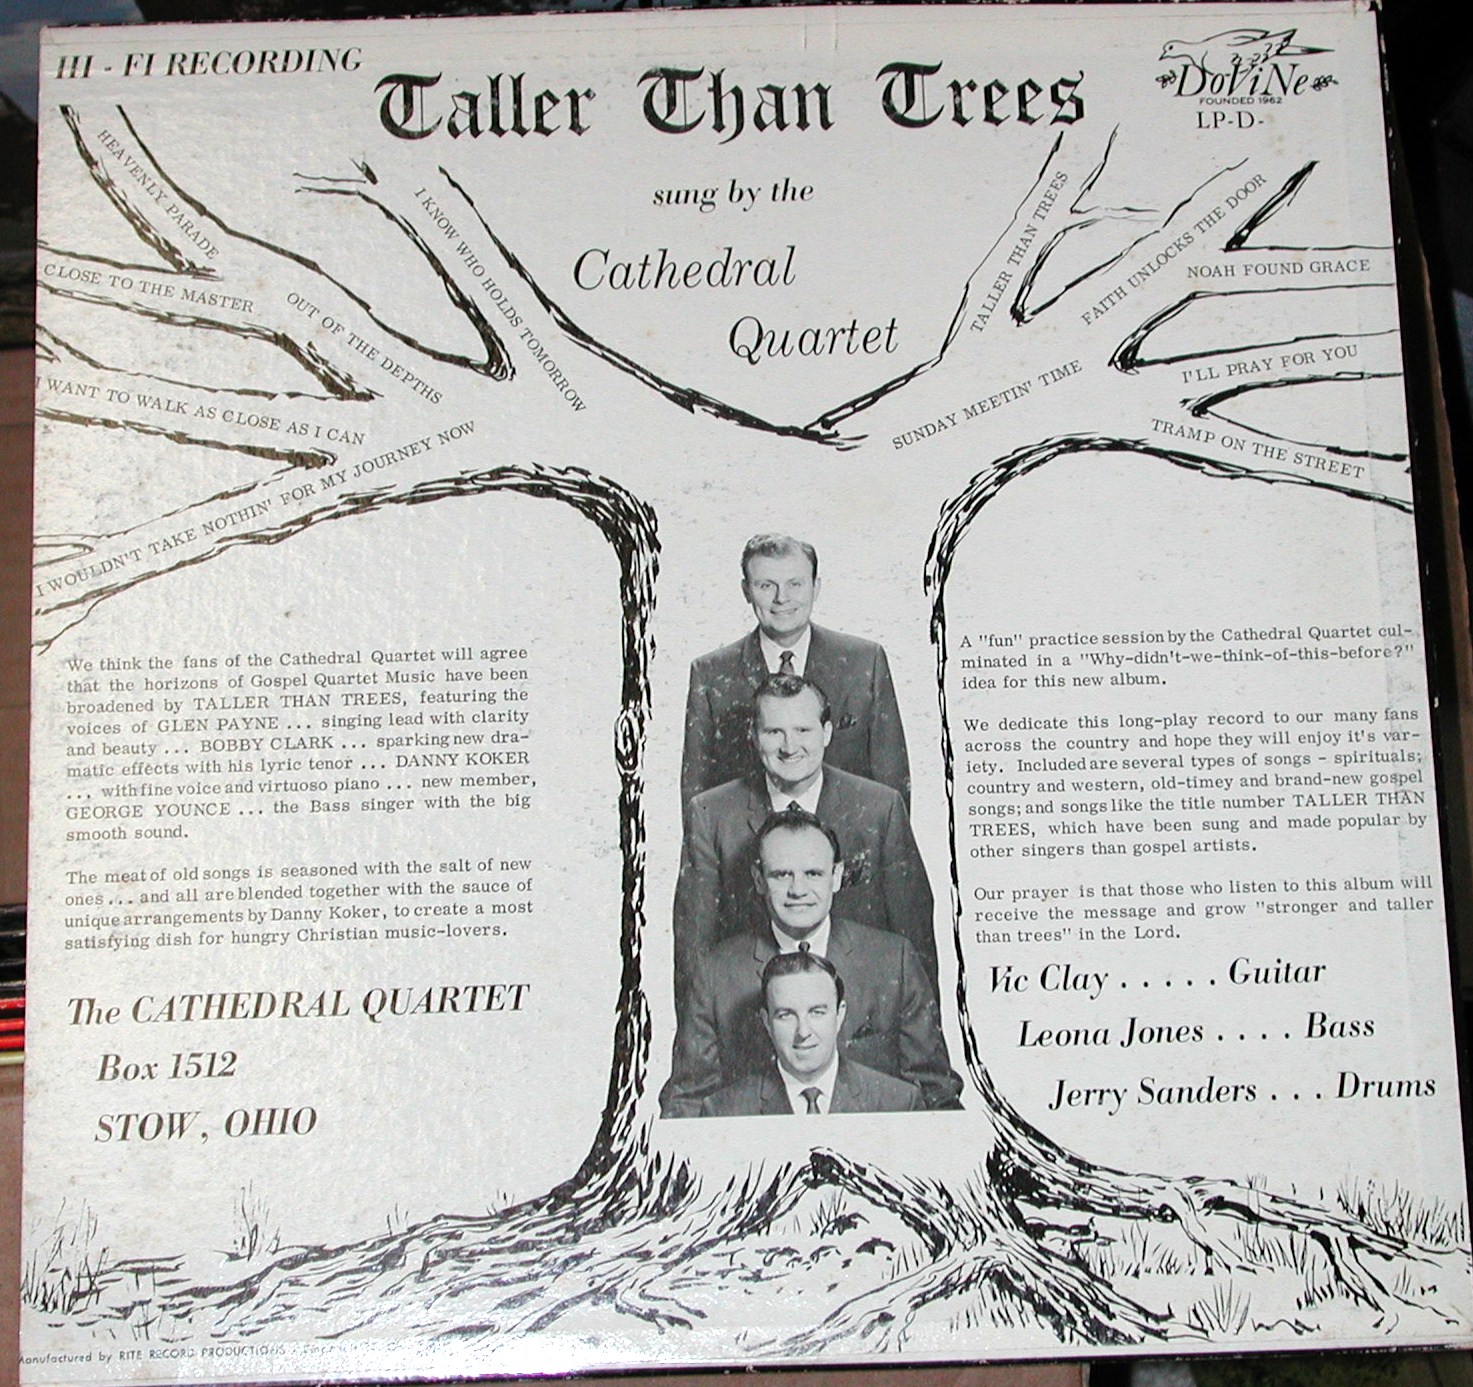 HI - FI RECORDING
Taller Than Trees
DoViNe
FOUNDED 1962
LP-D-
sung by the
Cathedral
Quartet
HEAVENLY PARADE
CLOSE TO THE MASTER
OUT OF THE DEPTHS
I KNOW WHO HOLDS TOMORROW
I WANT TO WALK AS CLOSE AS I CAN
I WOULDN'T TAKE NOTHIN' FOR MY JOURNEY NOW
TALLER THAN TREES
FAITH UNLOCKS THE DOOR
NOAH FOUND GRACE
SUNDAY MEETIN' TIME
I'LL PRAY FOR YOU
TRAMP ON THE STREET
We think the fans of the Cathedral Quartet will agree
that the horizons of Gospel Quartet Music have been
broadened by TALLER THAN TREES, featuring the
voices of GLEN PAYNE ... singing lead with clarity
and beauty ... BOBBY CLARK ... sparking new dra-
matic effects with his lyric tenor ... DANNY KOKER
... with fine voice and virtuoso piano ... new member,
GEORGE YOUNCE ... the Bass singer with the big
smooth sound.
The meat of old songs is seasoned with the salt of new
ones ... and all are blended together with the sauce of
unique arrangements by Danny Koker, to create a most
satisfying dish for hungry Christian music-lovers.
The CATHEDRAL QUARTET
Box 1512
STOW, OHIO
A "fun" practice session by the Cathedral Quartet cul-
minated in a "Why-didn't-we-think-of-this-before?"
idea for this new album.
We dedicate this long-play record to our many fans
across the country and hope they will enjoy it's var-
iety. Included are several types of songs - spirituals;
country and western, old-timey and brand-new gospel
songs; and songs like the title number TALLER THAN
TREES, which have been sung and made popular by
other singers than gospel artists.
Our prayer is that those who listen to this album will
receive the message and grow "stronger and taller
than trees" in the Lord.
Vic Clay . . . . . Guitar
Leona Jones . . . . Bass
Jerry Sanders . . . Drums
Manufactured by RITE RECORD PRODUCTIONS